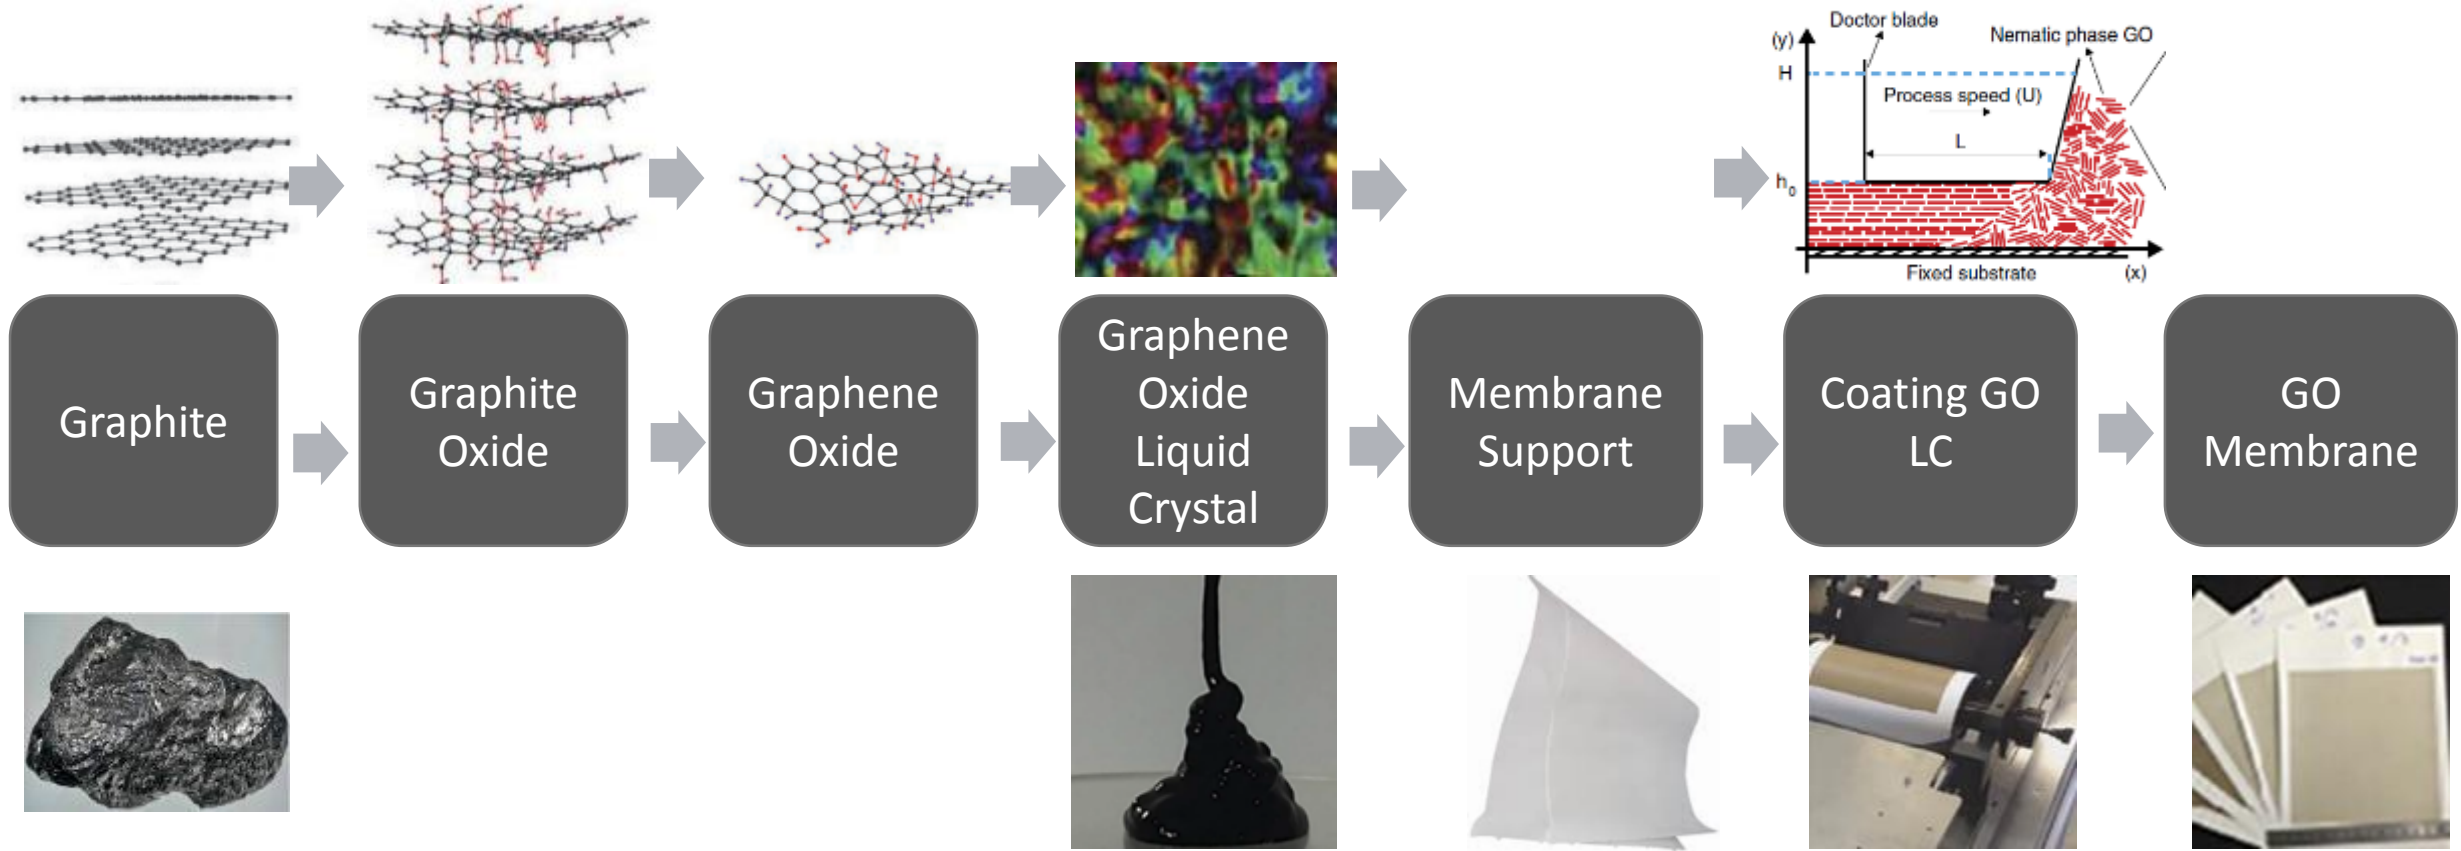 Doctor blade
Nematic phase GO
(y)
H
Process speed (U)
L
h0
Fixed substrate
(x)
Graphite
Graphite
Oxide
Graphene
Oxide
Graphene
Oxide
Liquid
Crystal
Membrane
Support
Coating GO
LC
GO
Membrane